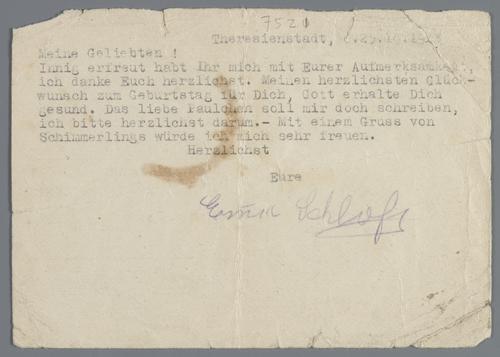 7521
Theresienstadt,
Meine Geliebten !
Innig erfreut habt Ihr mich mit Eurer Aufmerksamkeit,
ich danke Euch herzlichst. Meinen herzlichsten Glück-
wunsch zum Geburtstag für Dich, Gott erhalte Dich
gesund. Das liebe Paulchen soll mir doch schreiben,
ich bitte herzlichst darum.- Mit einem Gruss von
Schimmerlings würde ich mich sehr freuen.
Herzlichst
Eure